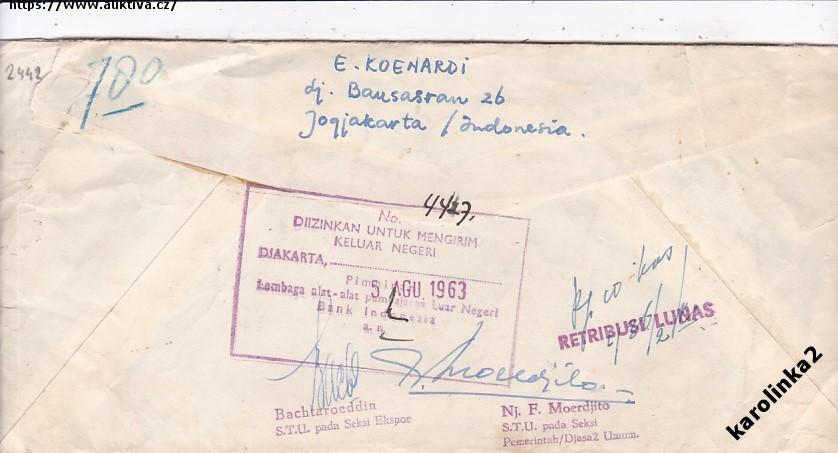 https://www.auktiva.cz/
2442
700
E. KOENARDI
dj. Bausasran 26
Jogjakarta / Indonesia.
No. 4427,
DIIZINKAN UNTUK MENGIRIM
KELUAR NEGERI
DJAKARTA,
5 AGU 1963
Lembaga alat-alat Luar Negeri
Bank Indonesia
a.n.
RETRIBUSI LUNAS
Bachtaroeddin
S.T.U. pada Seksi Ekspor
Nj. F. Moerdjito
S.T.U. pada Seksi
Pemerintah/Djasa2 Umum.
karolinka2